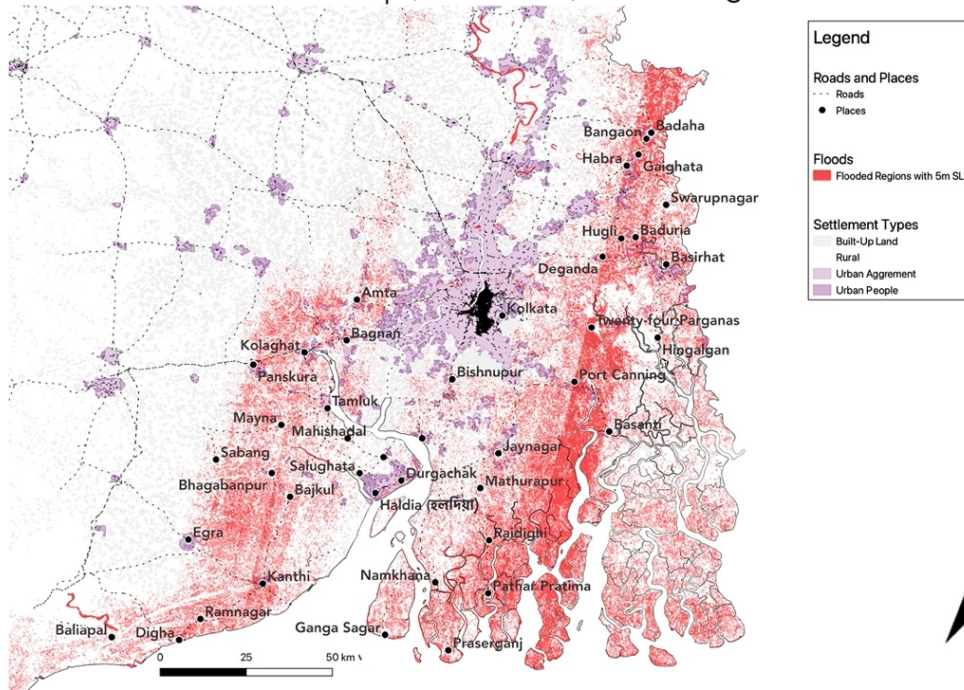 Legend
Roads and Places
Roads
Places
Floods
Flooded Regions with 5m SL
Settlement Types
Built-Up Land
Rural
Urban Aggrement
Urban People
Badaha
Bangaon
Habra
Gaighata
Swarupnagar
Hugli
Baduria
Deganda
Basirhat
Amta
Kolkata
Twenty-four Parganas
Bagnan
Kolaghat
Hingalgan
Panskura
Bishnupur
Port Canning
Tamluk
Mayna
Mahishadal
Basanti
Sabang
Salughata
Jaynagar
Bhagabanpur
Durgachak
Mathurapur
Bajkul
Haldia (হলদিয়া)
Egra
Raidighi
Kanthi
Namkhana
Pathar Pratima
Ramnagar
Baliapal
Digha
Ganga Sagar
Praserganj
0 25 50 km